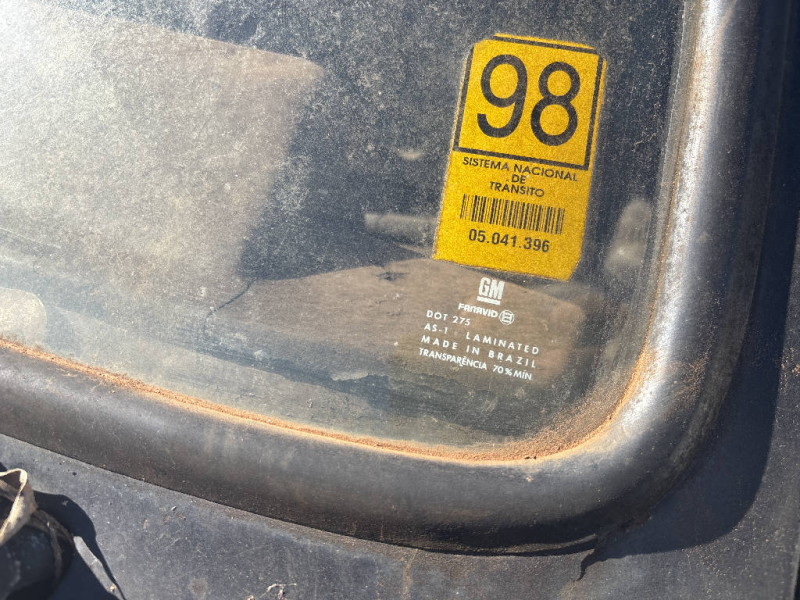 98
SISTEMA NACIONAL
DE
TRANSITO
05.041.396
GM
FANAVID
DOT 275
AS-1 LAMINATED
MADE IN BRAZIL
TRANSPARÊNCIA 70% MÍN